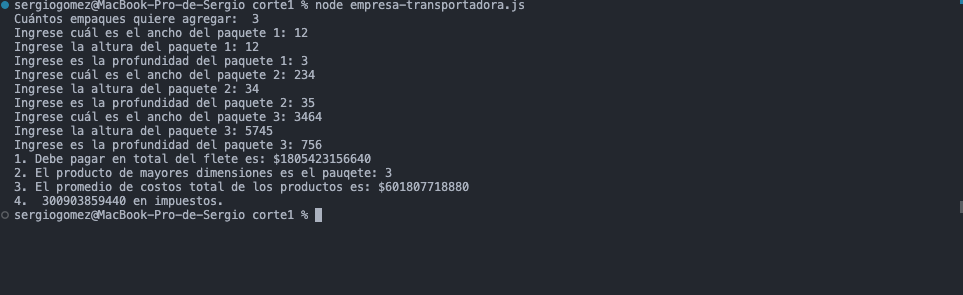 sergiogomez@MacBook-Pro-de-Sergio corte1 % node empresa-transportadora.js
Cuántos empaques quiere agregar:  3
Ingrese cuál es el ancho del paquete 1: 12
Ingrese la altura del paquete 1: 12
Ingrese es la profundidad del paquete 1: 3
Ingrese cuál es el ancho del paquete 2: 234
Ingrese la altura del paquete 2: 34
Ingrese es la profundidad del paquete 2: 35
Ingrese cuál es el ancho del paquete 3: 3464
Ingrese la altura del paquete 3: 5745
Ingrese es la profundidad del paquete 3: 756
1. Debe pagar en total del flete es: $1805423156640
2. El producto de mayores dimensiones es el pauqete: 3
3. El promedio de costos total de los productos es: $601807718880
4.  300903859440 en impuestos.
sergiogomez@MacBook-Pro-de-Sergio corte1 %